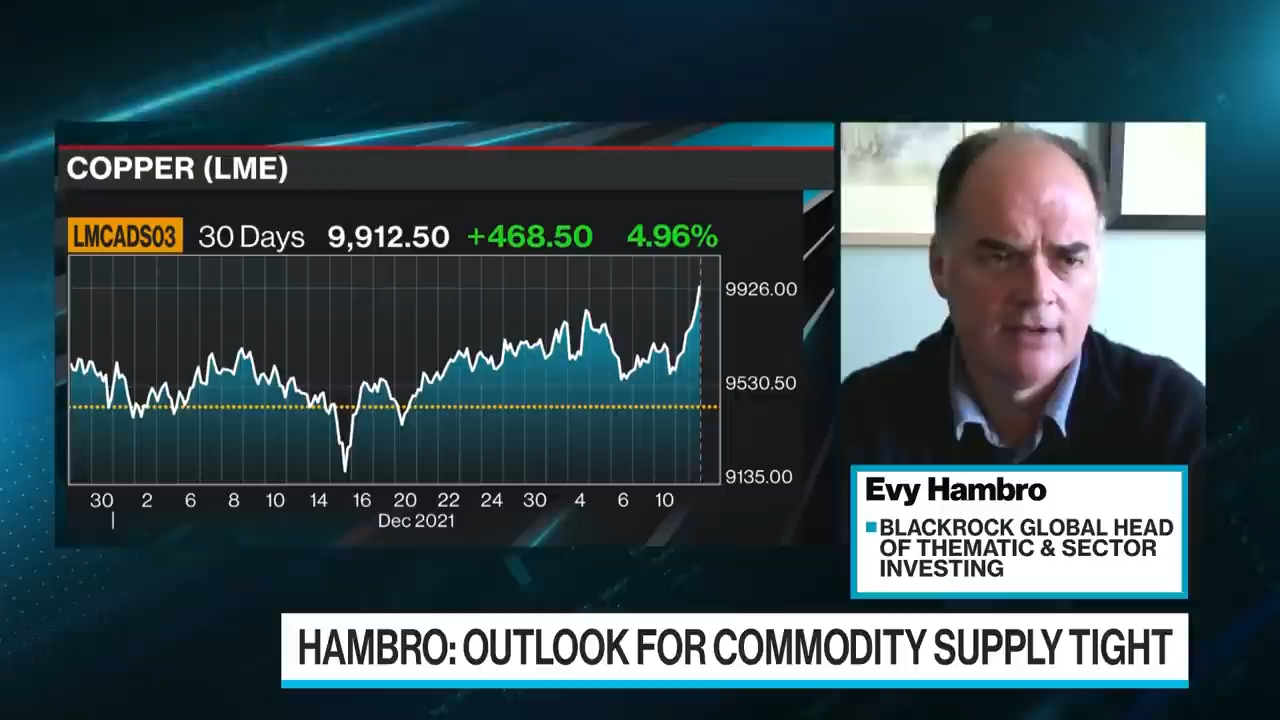 COPPER (LME)
LMCADS03 30 Days 9,912.50 +468.50 4.96%
9926.00
9530.50
9135.00
30 2 6 8 10 14 16 20 22 24 30 4 6 10
Dec 2021
Evy Hambro
BLACKROCK GLOBAL HEAD
OF THEMATIC & SECTOR
INVESTING
HAMBRO: OUTLOOK FOR COMMODITY SUPPLY TIGHT